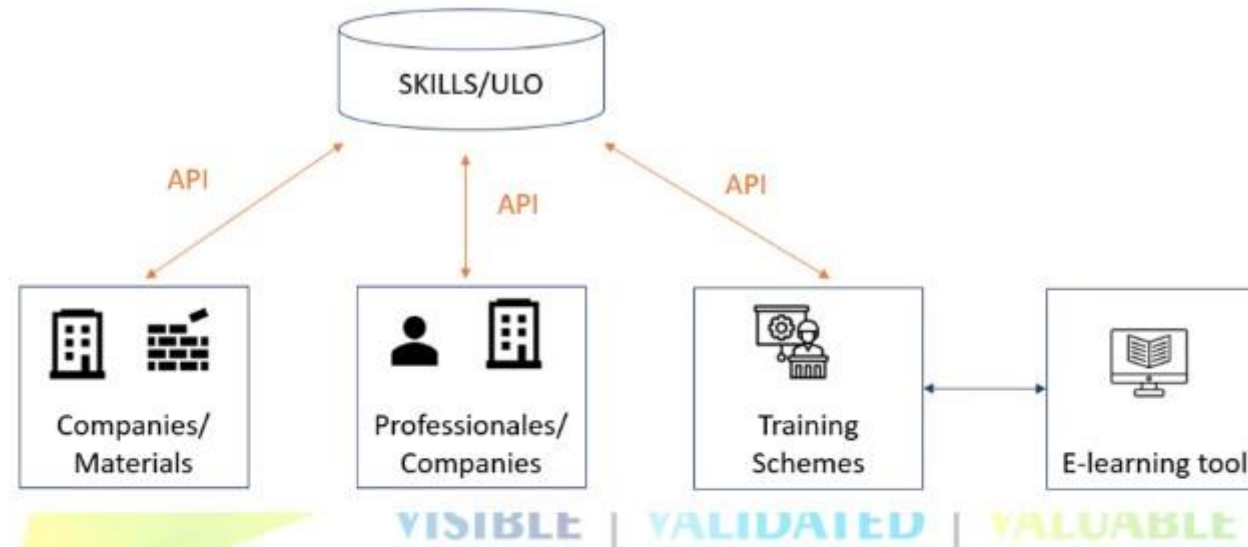 SKILLS/ULO
API
API
API
Companies/
Materials
Professionales/
Companies
Training
Schemes
E-learning tool
VISIBLE | VALIDATED | VALUABLE